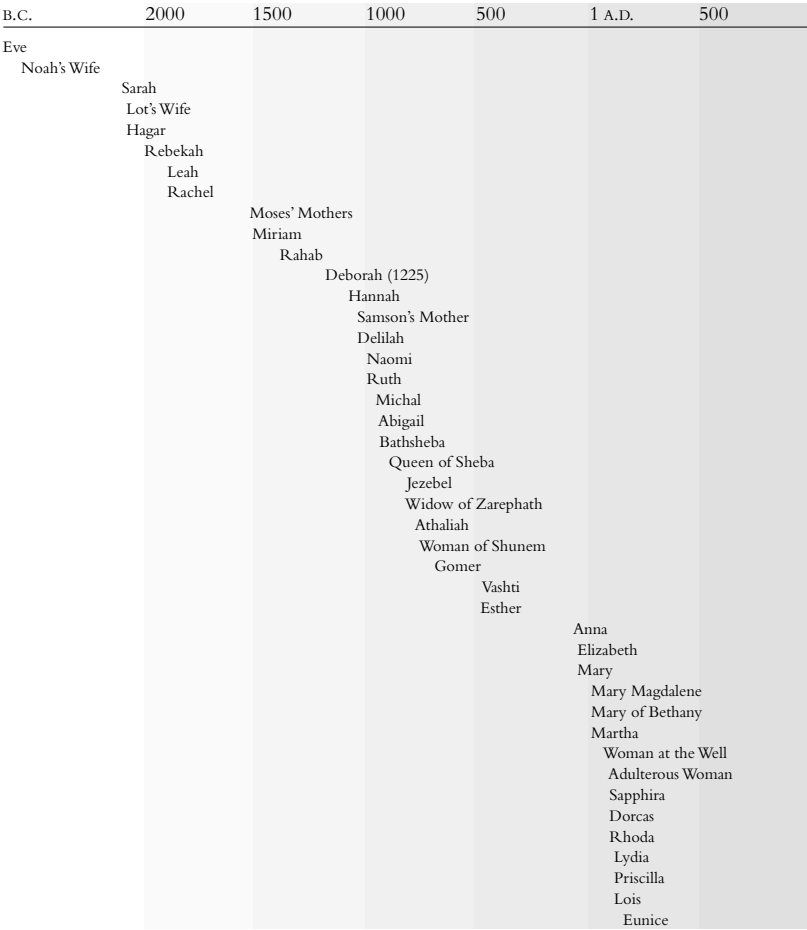 B.C. 2000 1500 1000 500 1 A.D. 500
Eve
Noah’s Wife
Sarah
Lot’s Wife
Hagar
Rebekah
Leah
Rachel
Moses’ Mothers
Miriam
Rahab
Deborah (1225)
Hannah
Samson’s Mother
Delilah
Naomi
Ruth
Michal
Abigail
Bathsheba
Queen of Sheba
Jezebel
Widow of Zarephath
Athaliah
Woman of Shunem
Gomer
Vashti
Esther
Anna
Elizabeth
Mary
Mary Magdalene
Mary of Bethany
Martha
Woman at the Well
Adulterous Woman
Sapphira
Dorcas
Rhoda
Lydia
Priscilla
Lois
Eunice